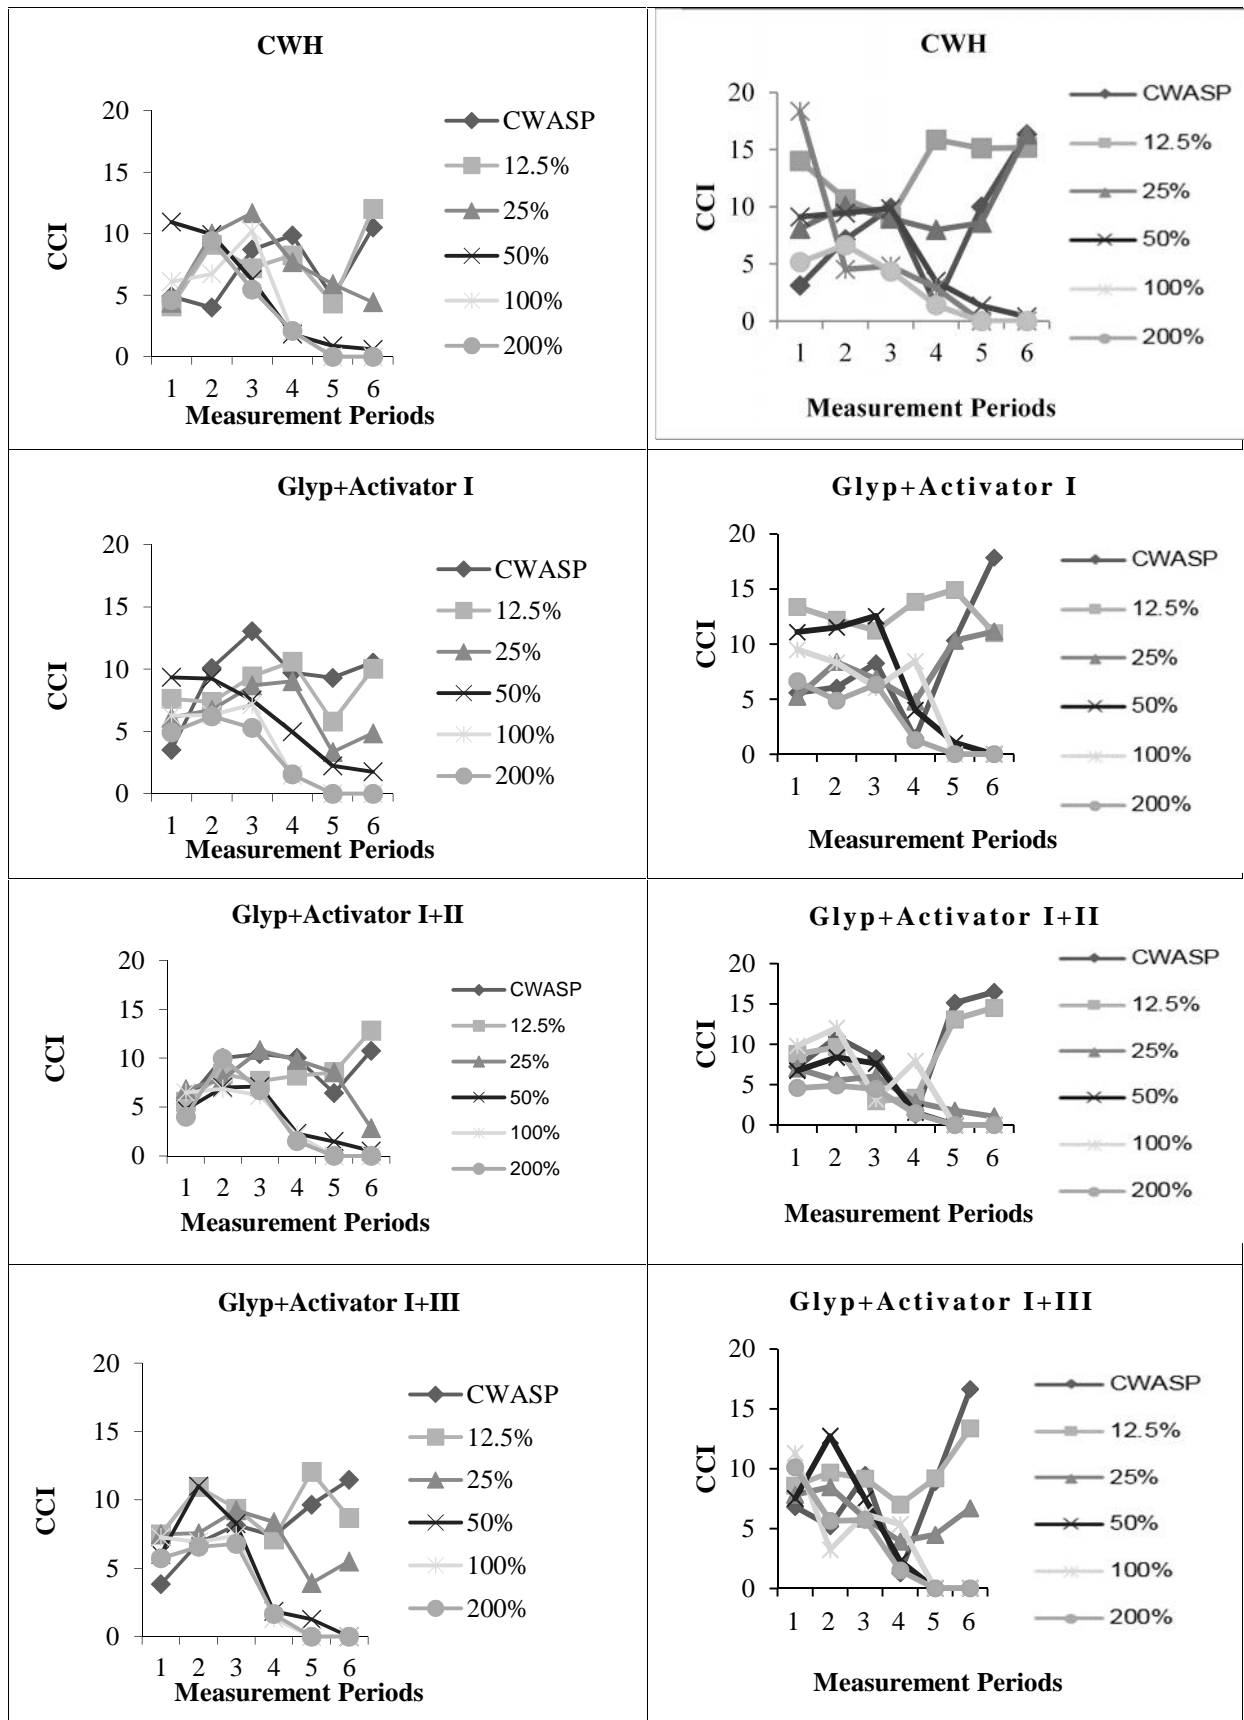 CWH
20
15
10
5
0
CCI
1 2 3 4 5 6
Measurement Periods
CWASP
12.5%
25%
50%
100%
200%
CWH
20
15
10
5
0
CCI
1 2 3 4 5 6
Measurement Periods
CWASP
12.5%
25%
50%
100%
200%
Glyp+Activator I
20
15
10
5
0
CCI
1 2 3 4 5 6
Measurement Periods
CWASP
12.5%
25%
50%
100%
200%
Glyp+Activator I
20
15
10
5
0
CCI
1 2 3 4 5 6
Measurement Periods
CWASP
12.5%
25%
50%
100%
200%
Glyp+Activator I+II
20
15
10
5
0
CCI
1 2 3 4 5 6
Measurement Periods
CWASP
12.5%
25%
50%
100%
200%
Glyp+Activator I+II
20
15
10
5
0
CCI
1 2 3 4 5 6
Measurement Periods
CWASP
12.5%
25%
50%
100%
200%
Glyp+Activator I+III
20
15
10
5
0
CCI
1 2 3 4 5 6
Measurement Periods
CWASP
12.5%
25%
50%
100%
200%
Glyp+Activator I+III
20
15
10
5
0
CCI
1 2 3 4 5 6
Measurement Periods
CWASP
12.5%
25%
50%
100%
200%